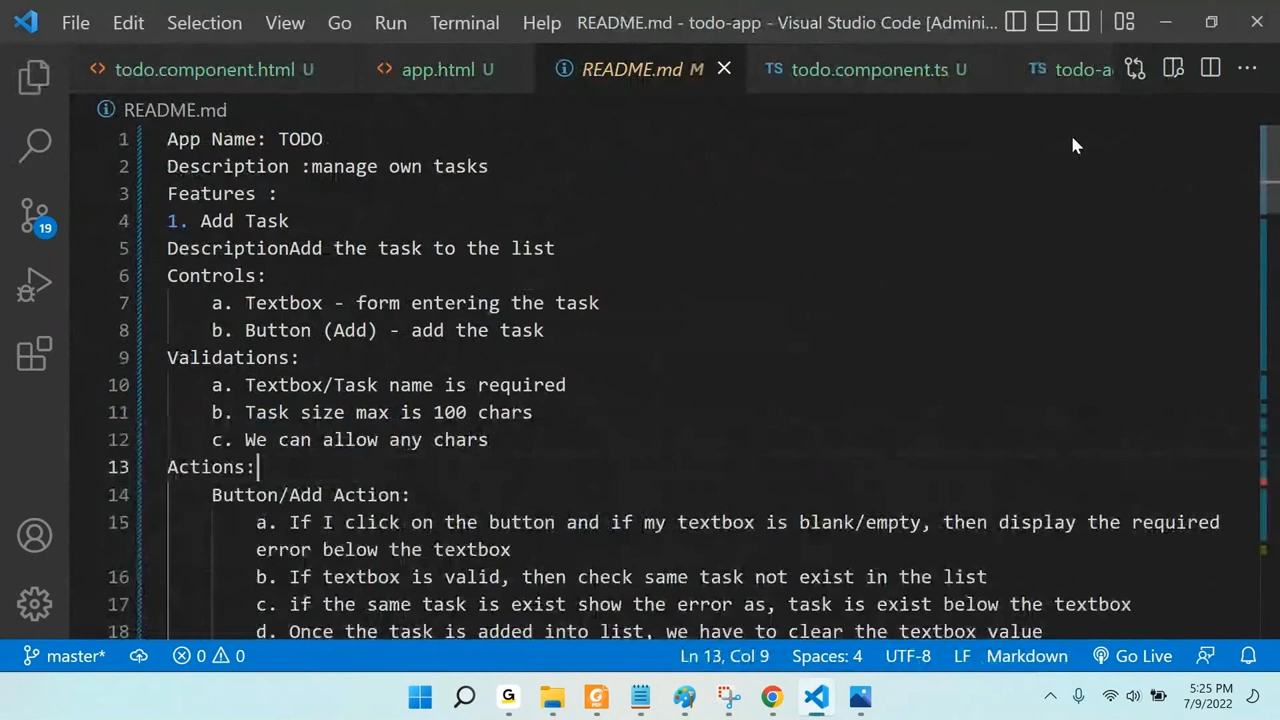 File Edit Selection View Go Run Terminal Help README.md - todo-app - Visual Studio Code [Admini...
todo.component.html U app.html U README.md M TS todo.component.ts U TS todo-a
README.md
1 App Name: TODO
2 Description :manage own tasks
3 Features :
4 1. Add Task
5 DescriptionAdd the task to the list
6 Controls:
7 a. Textbox - form entering the task
8 b. Button (Add) - add the task
9 Validations:
10 a. Textbox/Task name is required
11 b. Task size max is 100 chars
12 c. We can allow any chars
13 Actions:
14 Button/Add Action:
15 a. If I click on the button and if my textbox is blank/empty, then display the required
error below the textbox
16 b. If textbox is valid, then check same task not exist in the list
17 c. if the same task is exist show the error as, task is exist below the textbox
18 d. Once the task is added into list, we have to clear the textbox value
19
master* 0 0 Ln 13, Col 9 Spaces: 4 UTF-8 LF Markdown Go Live
5:25 PM
7/9/2022